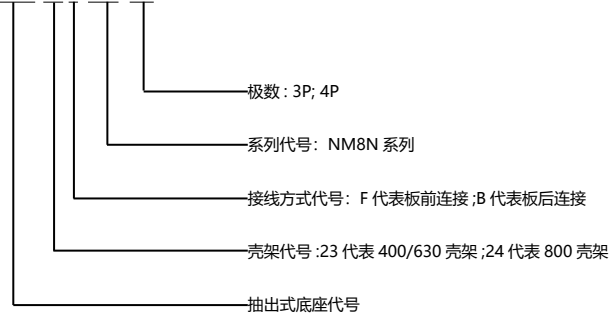 极数 : 3P; 4P
系列代号：NM8N 系列
接线方式代号：F 代表板前连接 ;B 代表板后连接
壳架代号 :23 代表 400/630 壳架 ;24 代表 800 壳架
抽出式底座代号